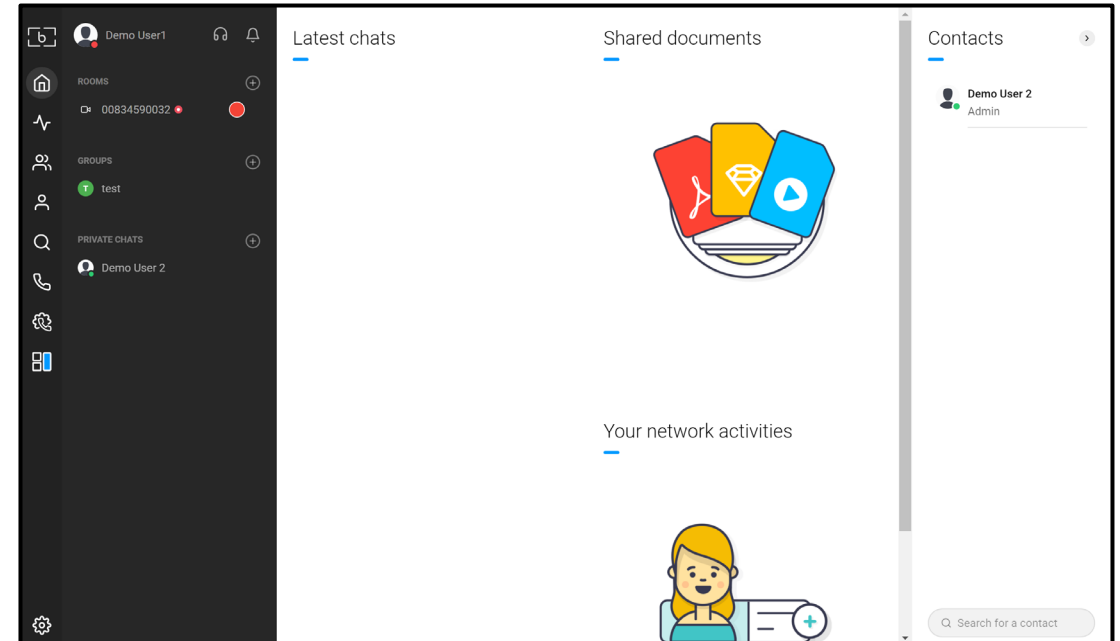 b
Demo User1
ROOMS
00834590032
GROUPS
T test
PRIVATE CHATS
Demo User 2
Latest chats
Shared documents
Your network activities
Contacts
Demo User 2
Admin
Search for a contact